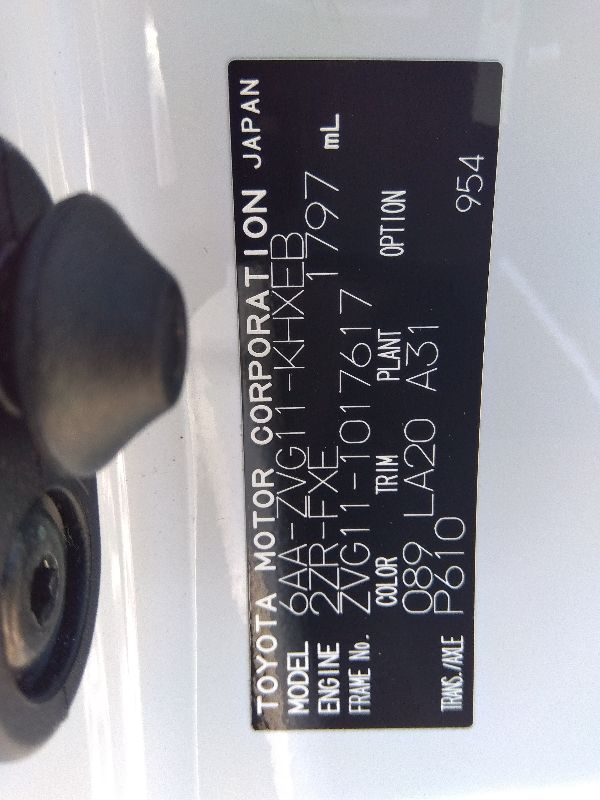 TOYOTA MOTOR CORPORATION JAPAN
MODEL 6AA-ZVG11-KHXEB
ENGINE 2ZR-FXE 1797 mL
FRAME No. ZVG11-1017617
COLOR TRIM PLANT OPTION
089 LA20 A31
TRANS./AXLE P610 954